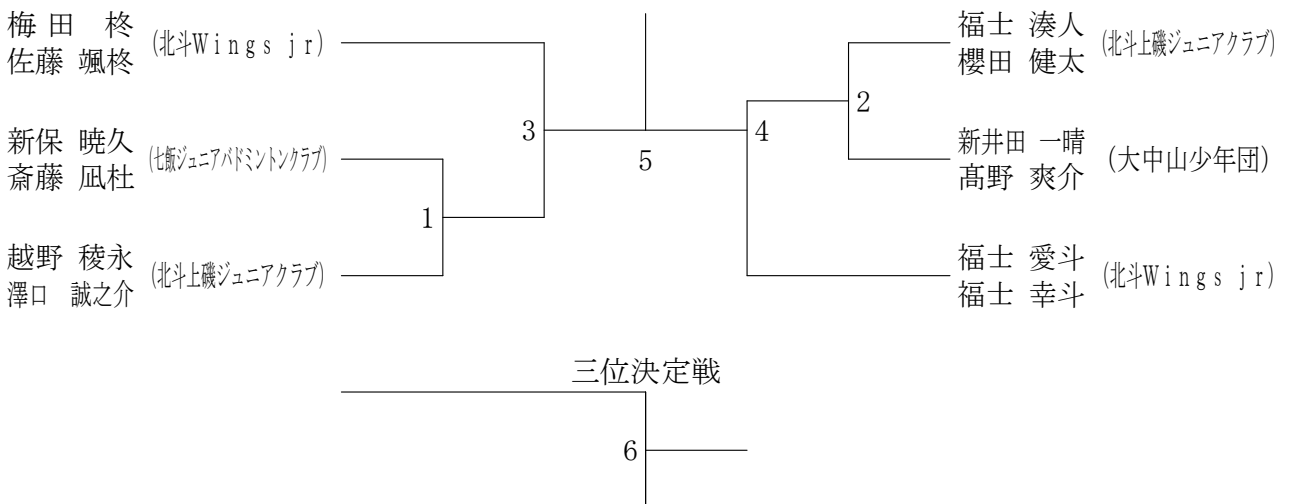 梅田 柊
佐藤 颯柊
(北斗Wings jr)
新保 暁久
斎藤 凪杜
(七飯ジュニアバドミントンクラブ)
越野 稜永
澤口 誠之介
(北斗上磯ジュニアクラブ)
1
3
5
4
2
福士 湊人
櫻田 健太
(北斗上磯ジュニアクラブ)
新井田 一晴
髙野 爽介
(大中山少年団)
福士 愛斗
福士 幸斗
(北斗Wings jr)
三位決定戦
6